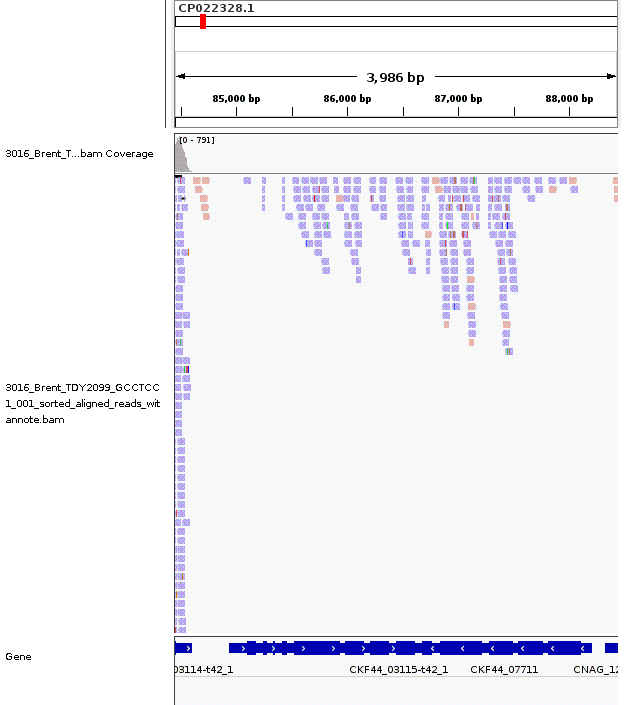 CP022328.1
3,986 bp
85,000 bp 86,000 bp 87,000 bp 88,000 bp
[0 - 791]
3016_Brent_T...bam Coverage
3016_Brent_TDY2099_GCCTCC
1_001_sorted_aligned_reads_wit
annote.bam
Gene
03114-t42_1 CKF44_03115-t42_1 CKF44_07711 CNAG_12